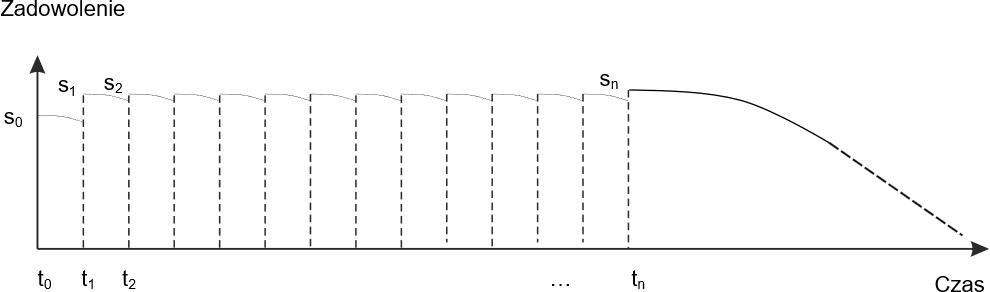 Zadowolenie
s0
s1
s2
sn
t0
t1
t2
...
tn
Czas